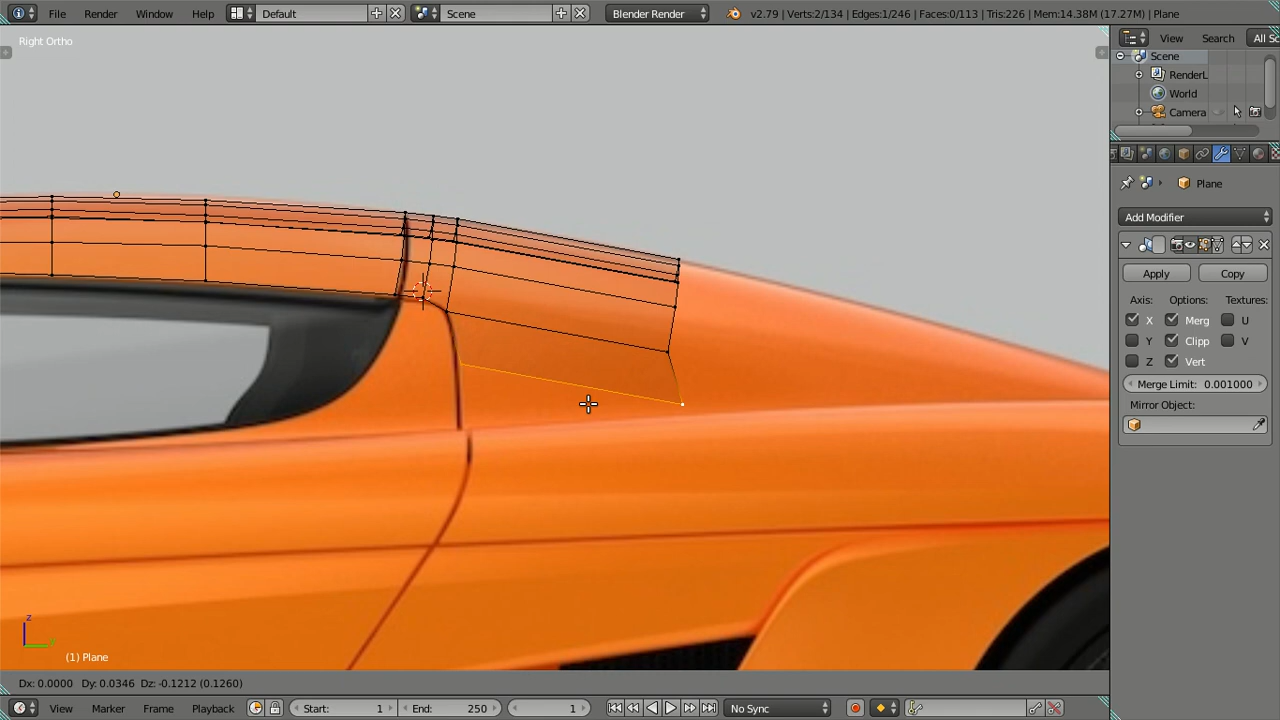 File Render Window Help Default Scene Blender Render v2.79 | Verts:2/134 | Edges:1/246 | Faces:0/113 | Tris:226 | Mem:14.38M (17.27M) | Plane
Right Ortho
View Search All Sc
Scene
RenderL
World
Camera
Plane
Add Modifier
Apply Copy
Axis: Options: Textures:
X Merg U
Y Clipp V
Z Vert
Merge Limit: 0.001000
Mirror Object:
z
y
(1) Plane
Dx: 0.0000 Dy: 0.0346 Dz: -0.1212 (0.1260)
View Marker Frame Playback Start: 1 End: 250 1 No Sync